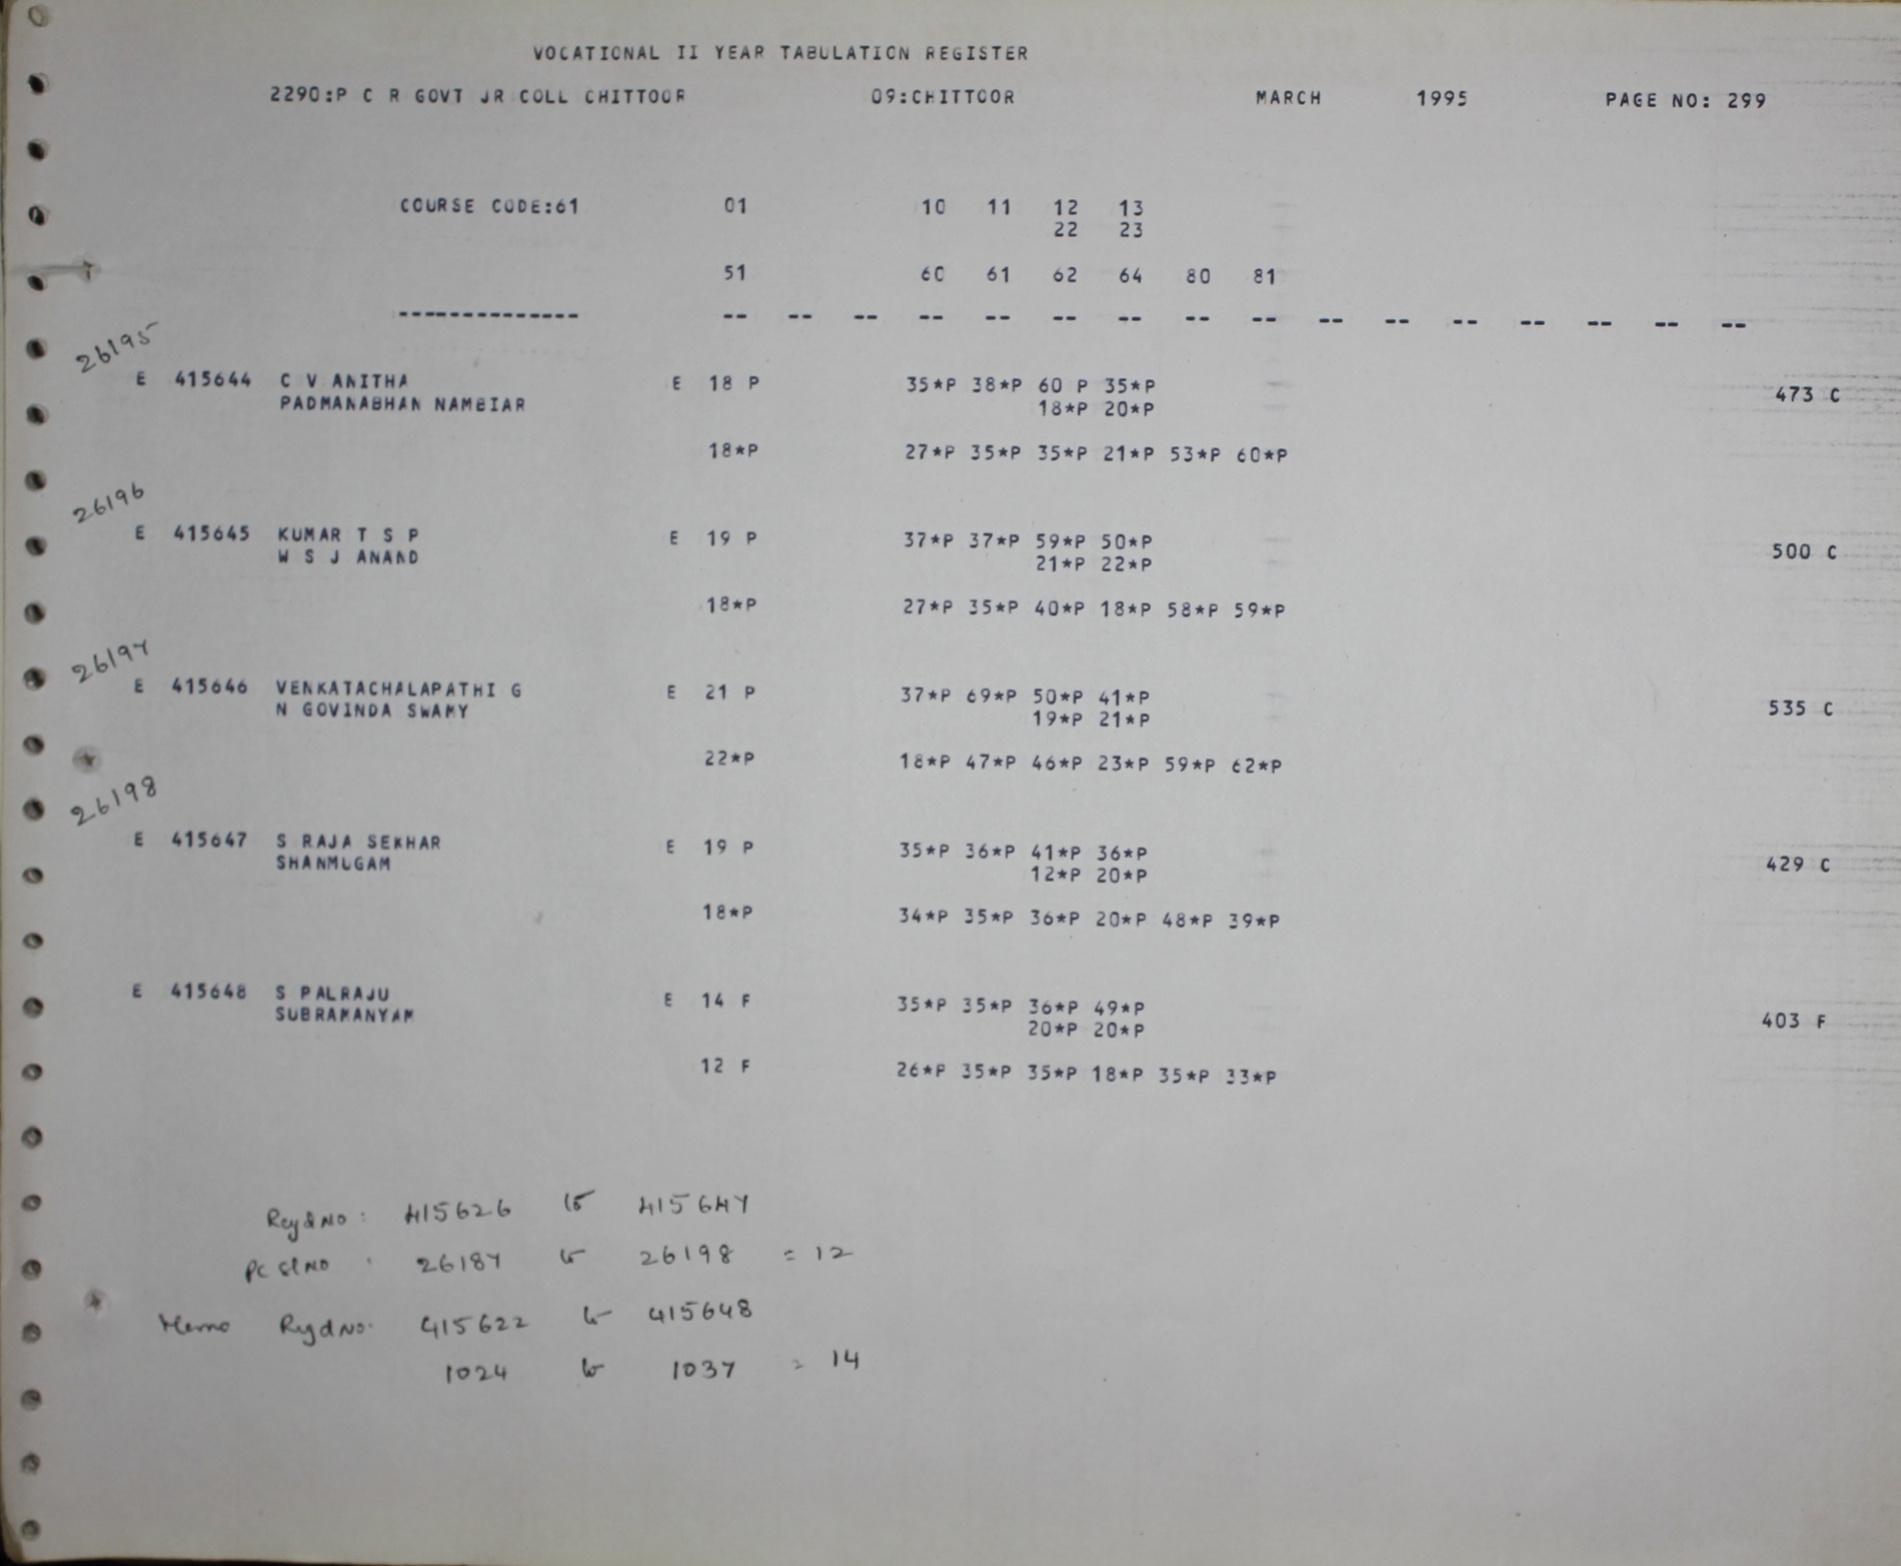 VOCATIONAL II YEAR TABULATION REGISTER
2290:P C R GOVT JR COLL CHITTOOR 09:CHITTOOR MARCH 1995 PAGE NO: 299
COURSE CODE:61 01 10 11 12 13
22 23
51 60 61 62 64 80 81
-------------- -- -- -- -- -- -- -- -- -- -- -- -- -- -- -- --
26195
E 415644 C V ANITHA E 18 P 35*P 38*P 60 P 35*P 473 C
PADMANABHAN NAMBIAR 18*P 20*P
18*P 27*P 35*P 35*P 21*P 53*P 60*P
26196
E 415645 KUMAR T S P E 19 P 37*P 37*P 59*P 50*P 500 C
W S J ANAND 21*P 22*P
18*P 27*P 35*P 40*P 18*P 58*P 59*P
26197
E 415646 VENKATACHALAPATHI G E 21 P 37*P 69*P 50*P 41*P 535 C
N GOVINDA SWAMY 19*P 21*P
22*P 18*P 47*P 46*P 23*P 59*P 62*P
26198
E 415647 S RAJA SEKHAR E 19 P 35*P 36*P 41*P 36*P 429 C
SHANMUGAM 12*P 20*P
18*P 34*P 35*P 36*P 20*P 48*P 39*P
E 415648 S PALRAJU E 14 F 35*P 35*P 36*P 49*P 403 F
SUBRAMANYAM 20*P 20*P
12 F 26*P 35*P 35*P 18*P 35*P 33*P
Regd No: 415626 to 415647
PC Sl No : 26187 to 26198 = 12
Memo Regd No. 415622 to 415648
1024 to 1037 = 14